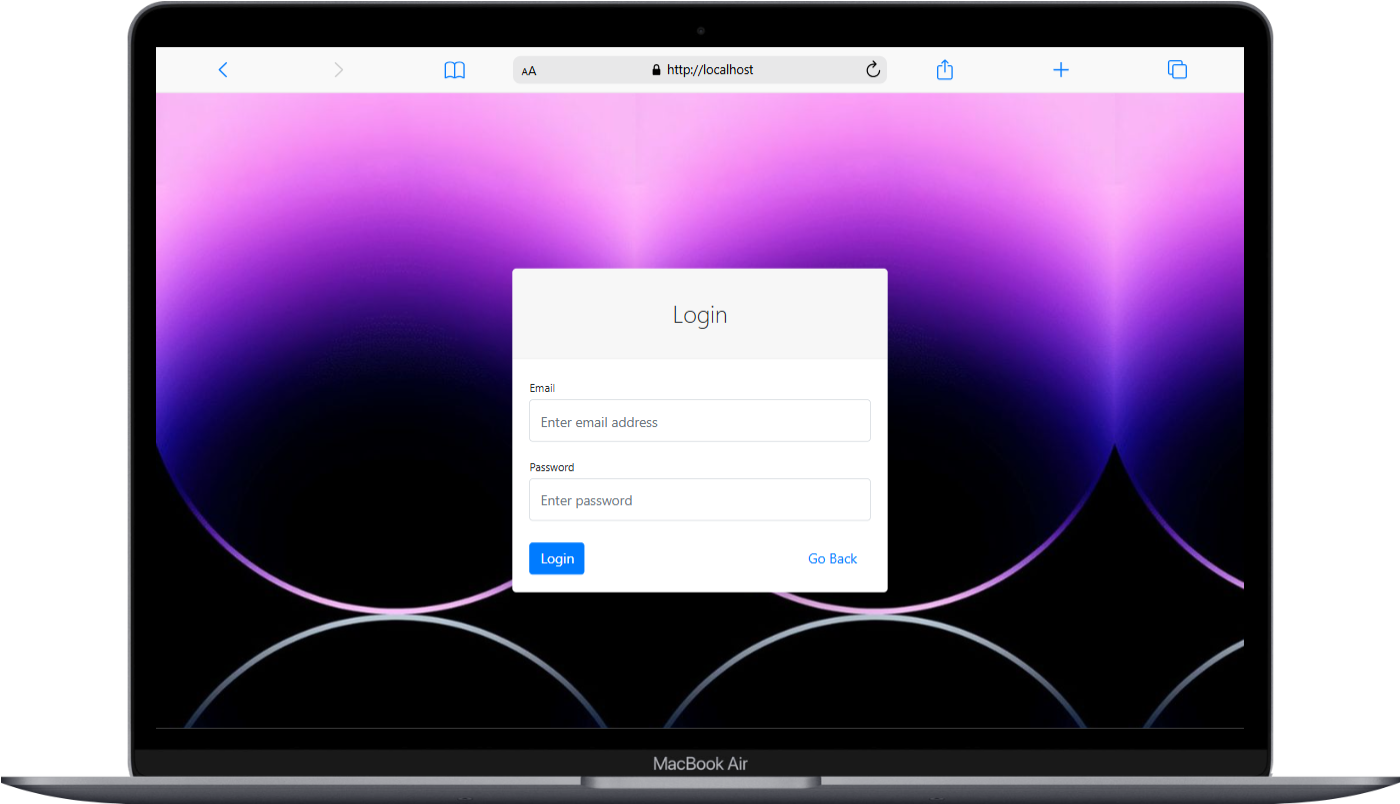 AA
http://localhost
Login
Email
Enter email address
Password
Enter password
Login
Go Back
MacBook Air